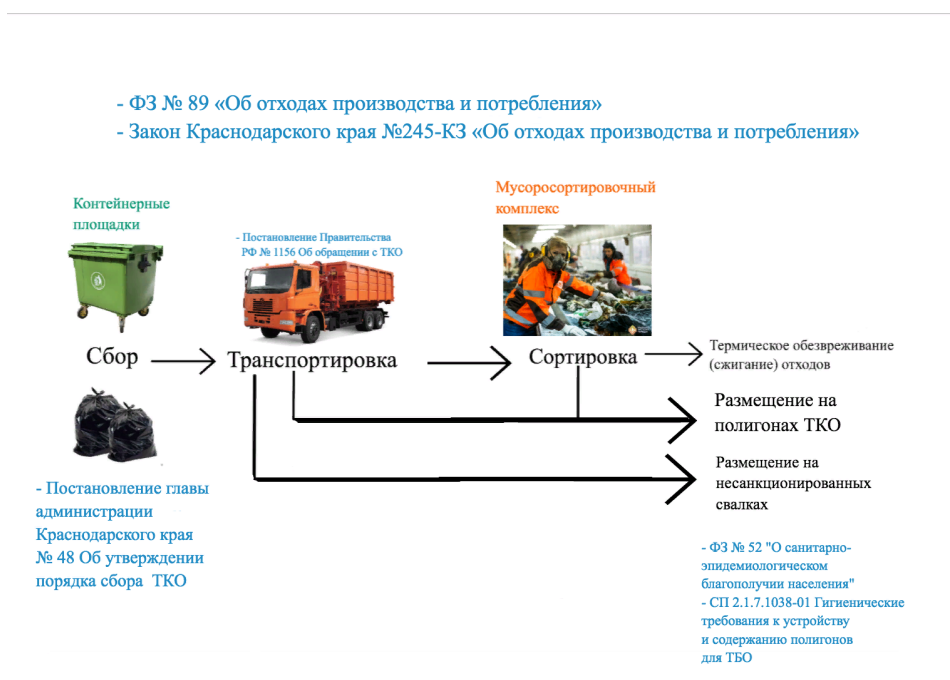 - ФЗ № 89 «Об отходах производства и потребления»
- Закон Краснодарского края №245-КЗ «Об отходах производства и потребления»
Контейнерные
площадки
- Постановление Правительства
РФ № 1156 Об обращении с ТКО
Мусоросортировочный
комплекс
Сбор
Транспортировка
Сортировка
Термическое обезвреживание
(сжигание) отходов
Размещение на
полигонах ТКО
Размещение на
несанкционированных
свалках
- Постановление главы
администрации
Краснодарского края
№ 48 Об утверждении
порядка сбора ТКО
- ФЗ № 52 "О санитарно-
эпидемиологическом
благополучии населения"
- СП 2.1.7.1038-01 Гигиенические
требования к устройству
и содержанию полигонов
для ТБО